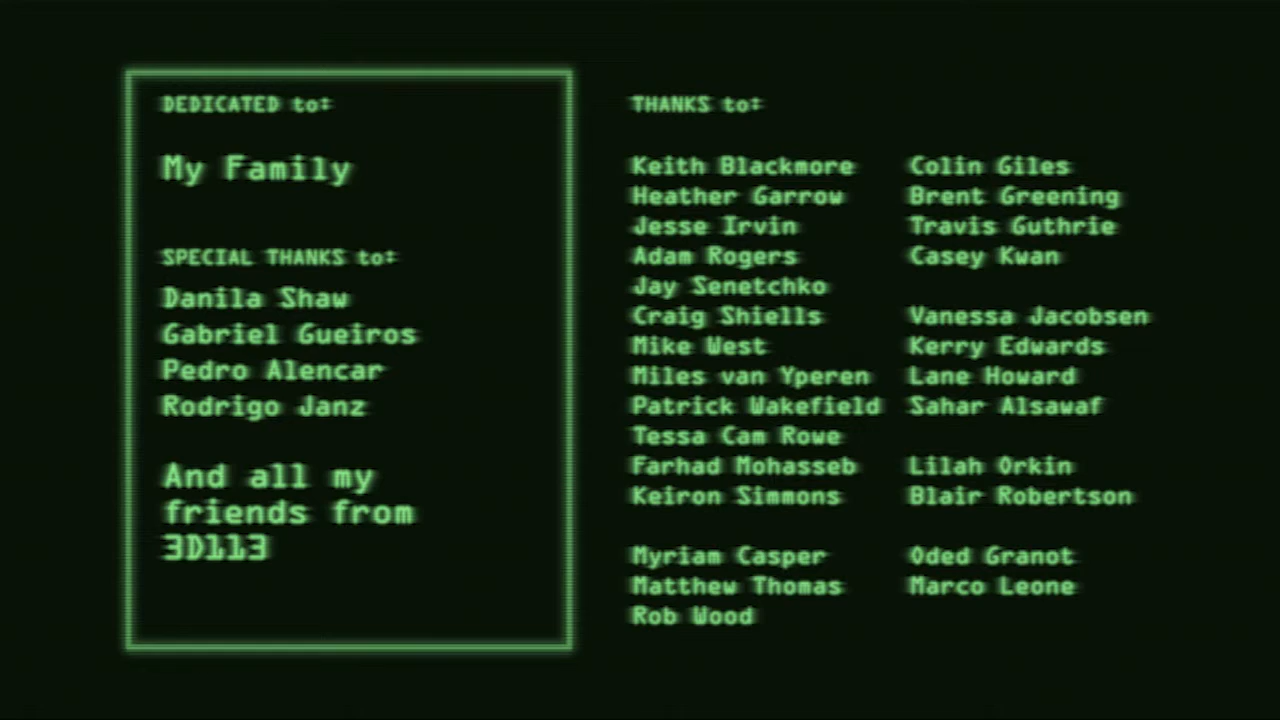 DEDICATED to:
My Family
SPECIAL THANKS to:
Danila Shaw
Gabriel Gueiros
Pedro Alencar
Rodrigo Janz
And all my
friends from
3D113
THANKS to:
Keith Blackmore
Heather Garrow
Jesse Irvin
Adam Rogers
Jay Senetchko
Craig Shiells
Mike West
Miles van Yperen
Patrick Wakefield
Tessa Cam Rowe
Farhad Mohasseb
Keiron Simmons
Myriam Casper
Matthew Thomas
Rob Wood
Colin Giles
Brent Greening
Travis Guthrie
Casey Kwan
Vanessa Jacobsen
Kerry Edwards
Lane Howard
Sahar Alsawaf
Lilah Orkin
Blair Robertson
Oded Granot
Marco Leone